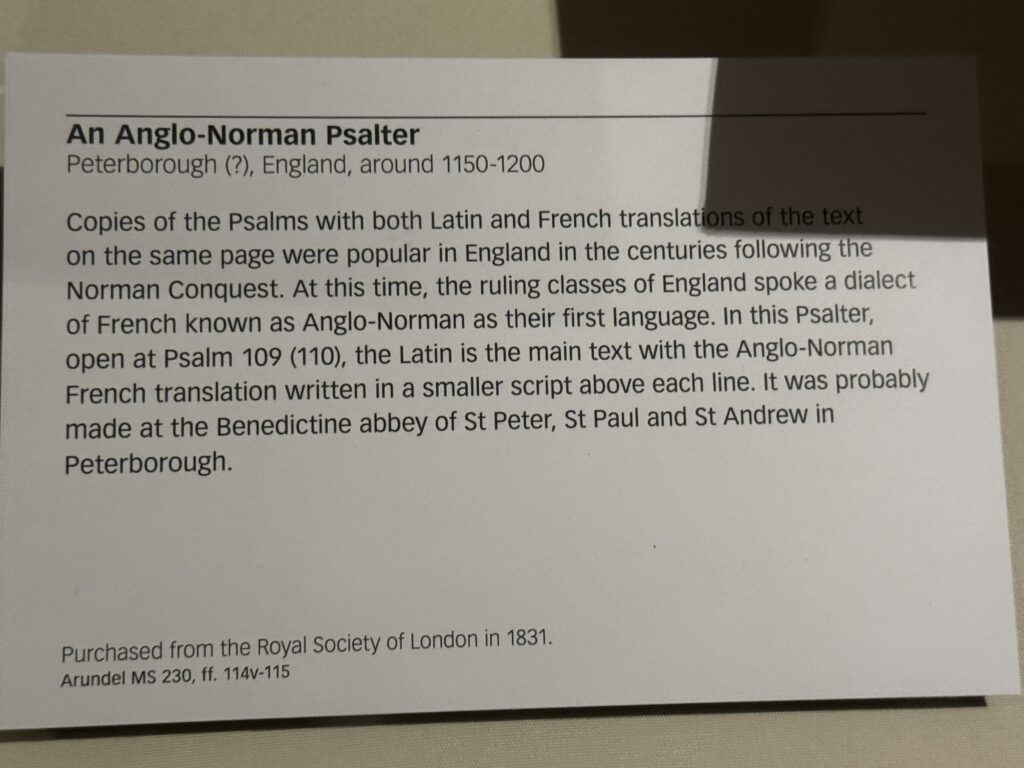 An Anglo-Norman Psalter
Peterborough (?), England, around 1150-1200
Copies of the Psalms with both Latin and French translations of the text
on the same page were popular in England in the centuries following the
Norman Conquest. At this time, the ruling classes of England spoke a dialect
of French known as Anglo-Norman as their first language. In this Psalter,
open at Psalm 109 (110), the Latin is the main text with the Anglo-Norman
French translation written in a smaller script above each line. It was probably
made at the Benedictine abbey of St Peter, St Paul and St Andrew in
Peterborough.
Purchased from the Royal Society of London in 1831.
Arundel MS 230, ff. 114v-115